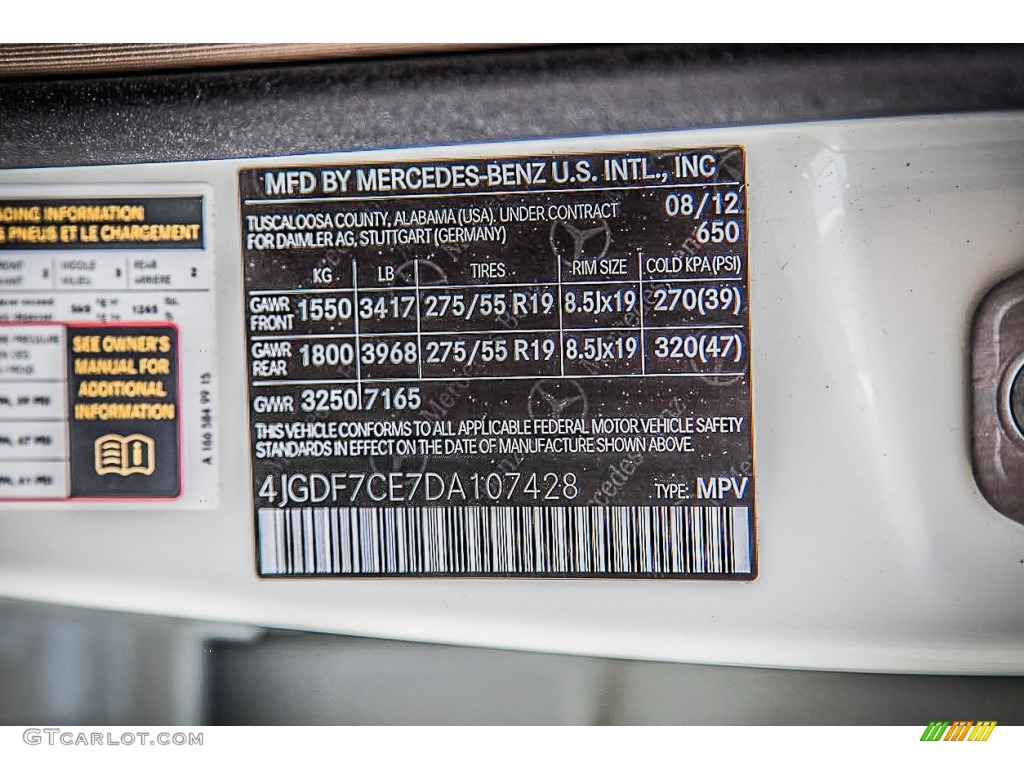 MFD BY MERCEDES-BENZ U.S. INTL., INC
TUSCALOOSA COUNTY, ALABAMA (USA), UNDER CONTRACT 08/12
FOR DAIMLER AG, STUTTGART (GERMANY) 650
KG LB TIRES RIM SIZE COLD KPA(PSI)
GAWR FRONT 1550 3417 275/55 R19 8.5Jx19 270(39)
GAWR REAR 1800 3968 275/55 R19 8.5Jx19 320(47)
GVWR 3250 7165
THIS VEHICLE CONFORMS TO ALL APPLICABLE FEDERAL MOTOR VEHICLE SAFETY
STANDARDS IN EFFECT ON THE DATE OF MANUFACTURE SHOWN ABOVE.
4JGDF7CE7DA107428 TYPE: MPV
INFORMATION
PNEUS ET LE CHARGEMENT
SEE OWNER'S
MANUAL FOR
ADDITIONAL
INFORMATION
A 166 584 99 15
GTCARLOT.COM